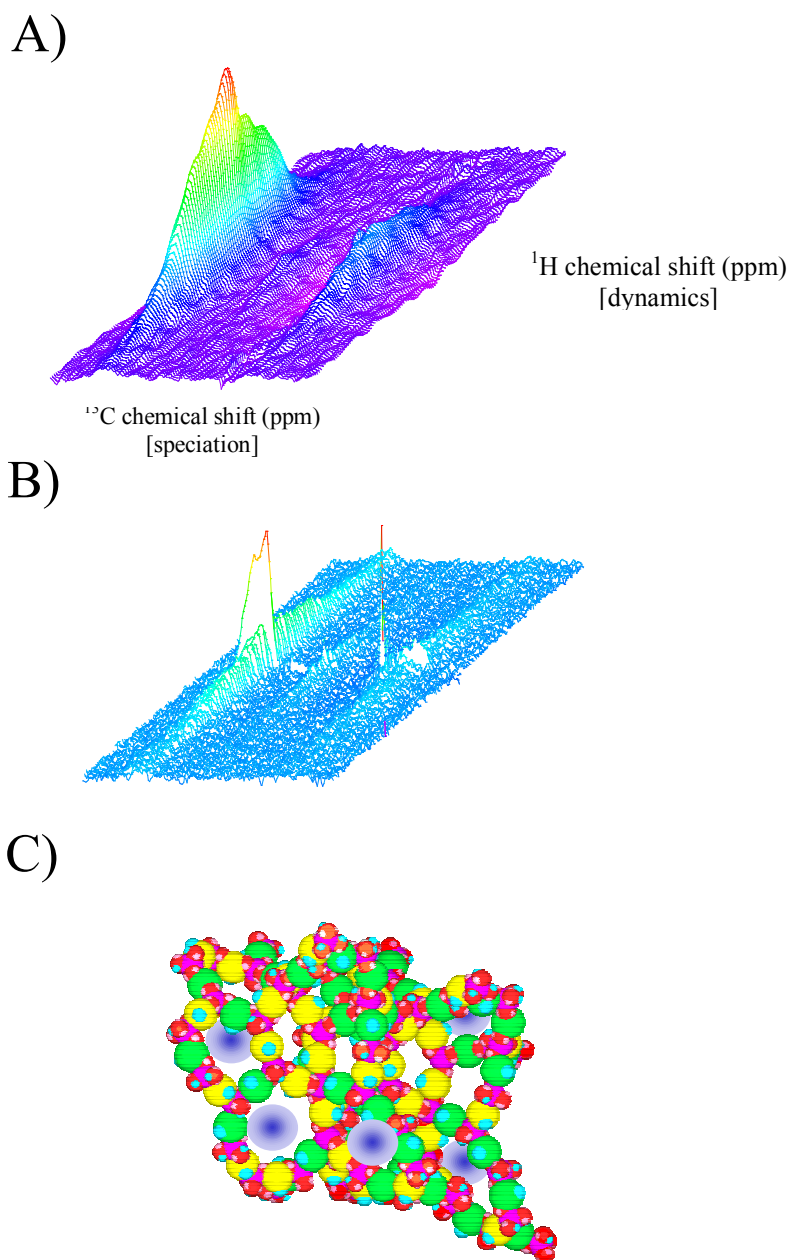 A)
¹H chemical shift (ppm)
[dynamics]
¹³C chemical shift (ppm)
[speciation]
B)
C)